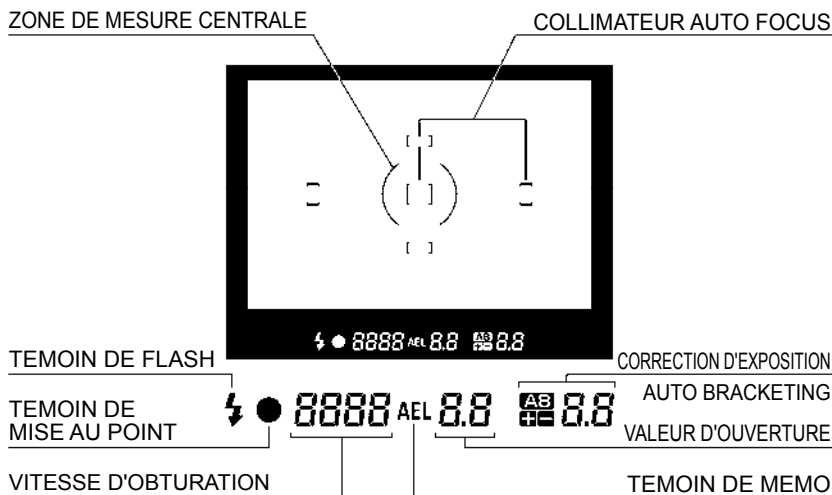 ZONE DE MESURE CENTRALE
COLLIMATEUR AUTO FOCUS
8888 AEL 8.8 AB 8.8
TEMOIN DE FLASH
CORRECTION D'EXPOSITION
AUTO BRACKETING
TEMOIN DE
MISE AU POINT
8888 AEL 8.8 AB 8.8
VALEUR D'OUVERTURE
VITESSE D'OBTURATION
TEMOIN DE MEMO